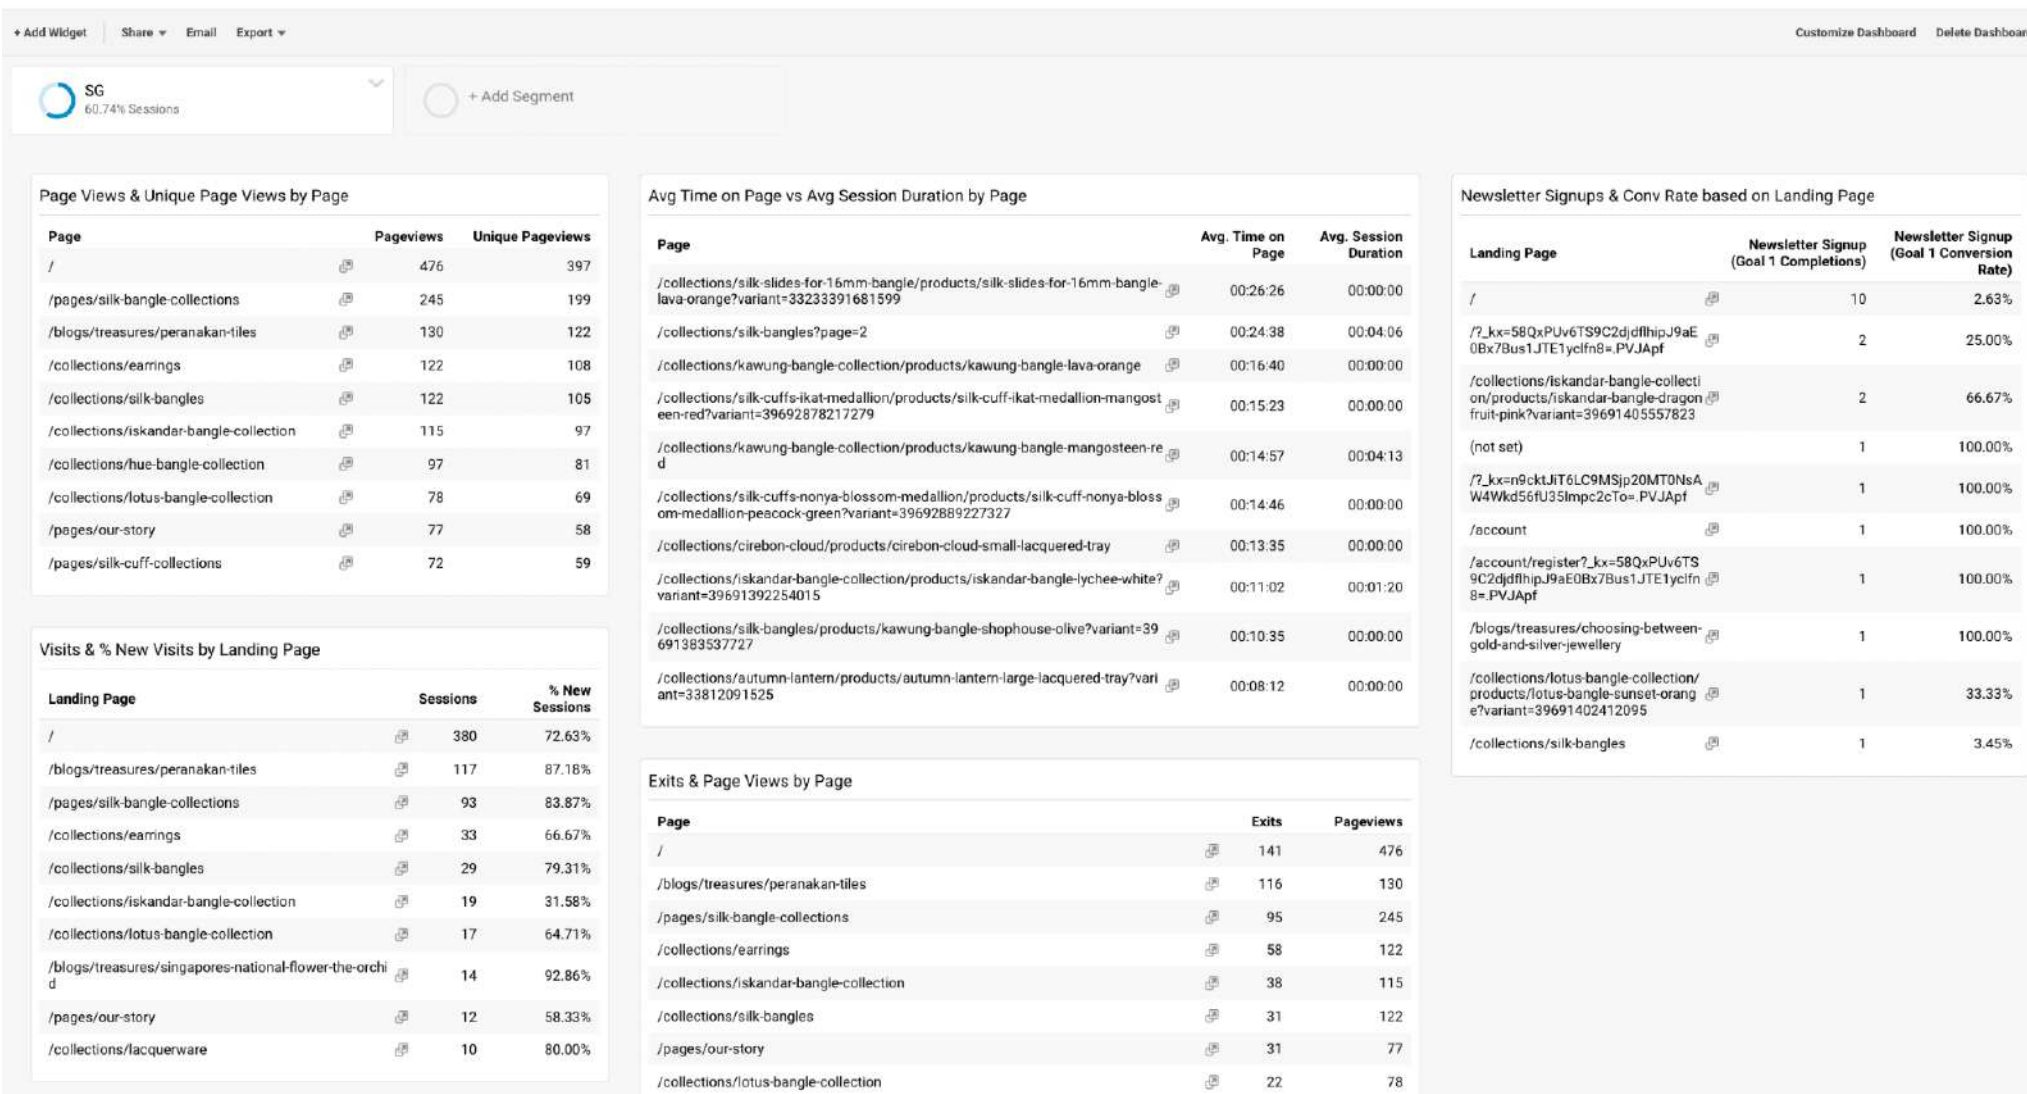 + Add Widget Share Email Export Customize Dashboard Delete Dashboar
SG
60.74% Sessions
+ Add Segment
Page Views & Unique Page Views by Page
Page Pageviews Unique Pageviews
/ 476 397
/pages/silk-bangle-collections 245 199
/blogs/treasures/peranakan-tiles 130 122
/collections/earrings 122 108
/collections/silk-bangles 122 105
/collections/iskandar-bangle-collection 115 97
/collections/hue-bangle-collection 97 81
/collections/lotus-bangle-collection 78 69
/pages/our-story 77 58
/pages/silk-cuff-collections 72 59
Visits & % New Visits by Landing Page
Landing Page Sessions % New
Sessions
/ 380 72.63%
/blogs/treasures/peranakan-tiles 117 87.18%
/pages/silk-bangle-collections 93 83.87%
/collections/earrings 33 66.67%
/collections/silk-bangles 29 79.31%
/collections/iskandar-bangle-collection 19 31.58%
/collections/lotus-bangle-collection 17 64.71%
/blogs/treasures/singapores-national-flower-the-orchi
d 14 92.86%
/pages/our-story 12 58.33%
/collections/lacquerware 10 80.00%
Avg Time on Page vs Avg Session Duration by Page
Page Avg. Time on Avg. Session
Page Duration
/collections/silk-slides-for-16mm-bangle/products/silk-slides-for-16mm-bangle-
lava-orange?variant=33233391681599 00:26:26 00:00:00
/collections/silk-bangles?page=2 00:24:38 00:04:06
/collections/kawung-bangle-collection/products/kawung-bangle-lava-orange 00:16:40 00:00:00
/collections/silk-cuffs-ikat-medallion/products/silk-cuff-ikat-medallion-mangost
een-red?variant=39692878217279 00:15:23 00:00:00
/collections/kawung-bangle-collection/products/kawung-bangle-mangosteen-re
d 00:14:57 00:04:13
/collections/silk-cuffs-nonya-blossom-medallion/products/silk-cuff-nonya-bloss
om-medallion-peacock-green?variant=39692889227327 00:14:46 00:00:00
/collections/cirebon-cloud/products/cirebon-cloud-small-lacquered-tray 00:13:35 00:00:00
/collections/iskandar-bangle-collection/products/iskandar-bangle-lychee-white?
variant=39691392254015 00:11:02 00:01:20
/collections/silk-bangles/products/kawung-bangle-shophouse-olive?variant=39
691383537727 00:10:35 00:00:00
/collections/autumn-lantern/products/autumn-lantern-large-lacquered-tray?vari
ant=33812091525 00:08:12 00:00:00
Exits & Page Views by Page
Page Exits Pageviews
/ 141 476
/blogs/treasures/peranakan-tiles 116 130
/pages/silk-bangle-collections 95 245
/collections/earrings 58 122
/collections/iskandar-bangle-collection 38 115
/collections/silk-bangles 31 122
/pages/our-story 31 77
/collections/lotus-bangle-collection 22 78
Newsletter Signups & Conv Rate based on Landing Page
Landing Page Newsletter Signup
(Goal 1 Completions) Newsletter Signup
(Goal 1 Conversion
Rate)
/ 10 2.63%
/?_kx=58QxPUv6TS9C2djdflhipJ9aE
0Bx7Bus1JTE1yclfn8=.PVJApf 2 25.00%
/collections/iskandar-bangle-collecti
on/products/iskandar-bangle-dragon
fruit-pink?variant=39691405557823 2 66.67%
(not set) 1 100.00%
/?_kx=n9cktJiT6LC9MSjp20MT0NsA
W4Wkd56fU35Impc2cTo=.PVJApf 1 100.00%
/account 1 100.00%
/account/register?_kx=58QxPUv6TS
9C2djdflhipJ9aE0Bx7Bus1JTE1yclfn
8=.PVJApf 1 100.00%
/blogs/treasures/choosing-between-
gold-and-silver-jewellery 1 100.00%
/collections/lotus-bangle-collection/
products/lotus-bangle-sunset-orang
e?variant=39691402412095 1 33.33%
/collections/silk-bangles 1 3.45%